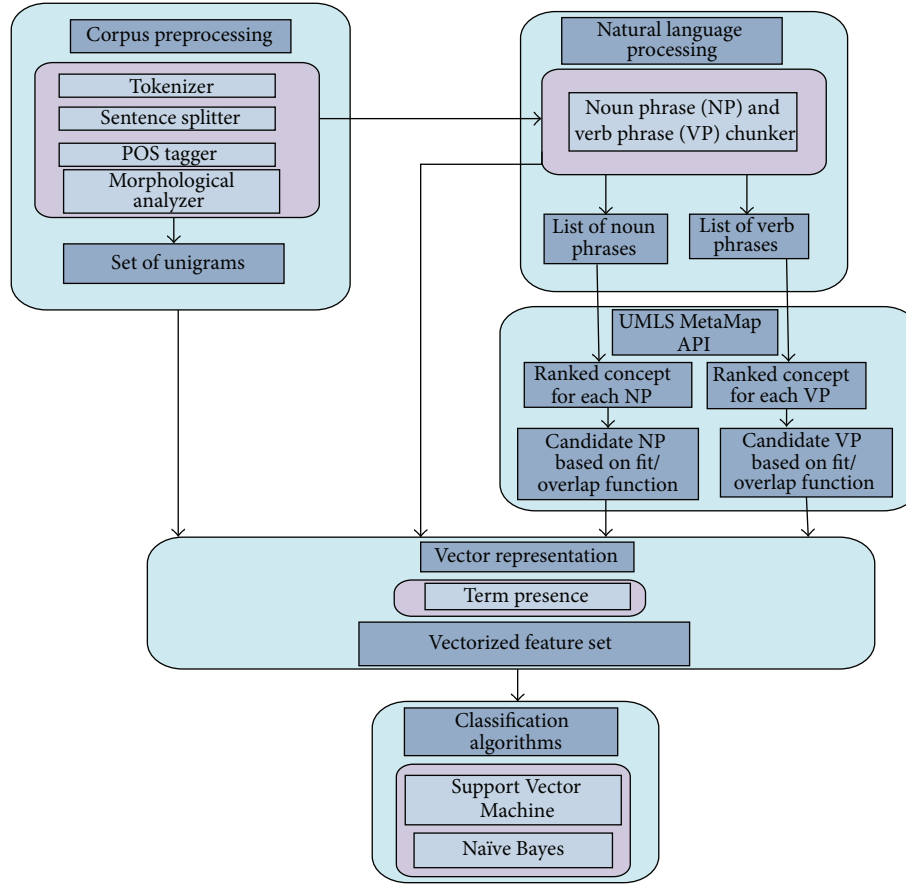 Corpus preprocessing
Tokenizer
Sentence splitter
POS tagger
Morphological
analyzer
Set of unigrams
Natural language
processing
Noun phrase (NP) and
verb phrase (VP) chunker
List of noun
phrases
List of verb
phrases
UMLS MetaMap
API
Ranked concept
for each NP
Ranked concept
for each VP
Candidate NP
based on fit/
overlap function
Candidate VP
based on fit/
overlap function
Vector representation
Term presence
Vectorized feature set
Classification
algorithms
Support Vector
Machine
Naïve Bayes